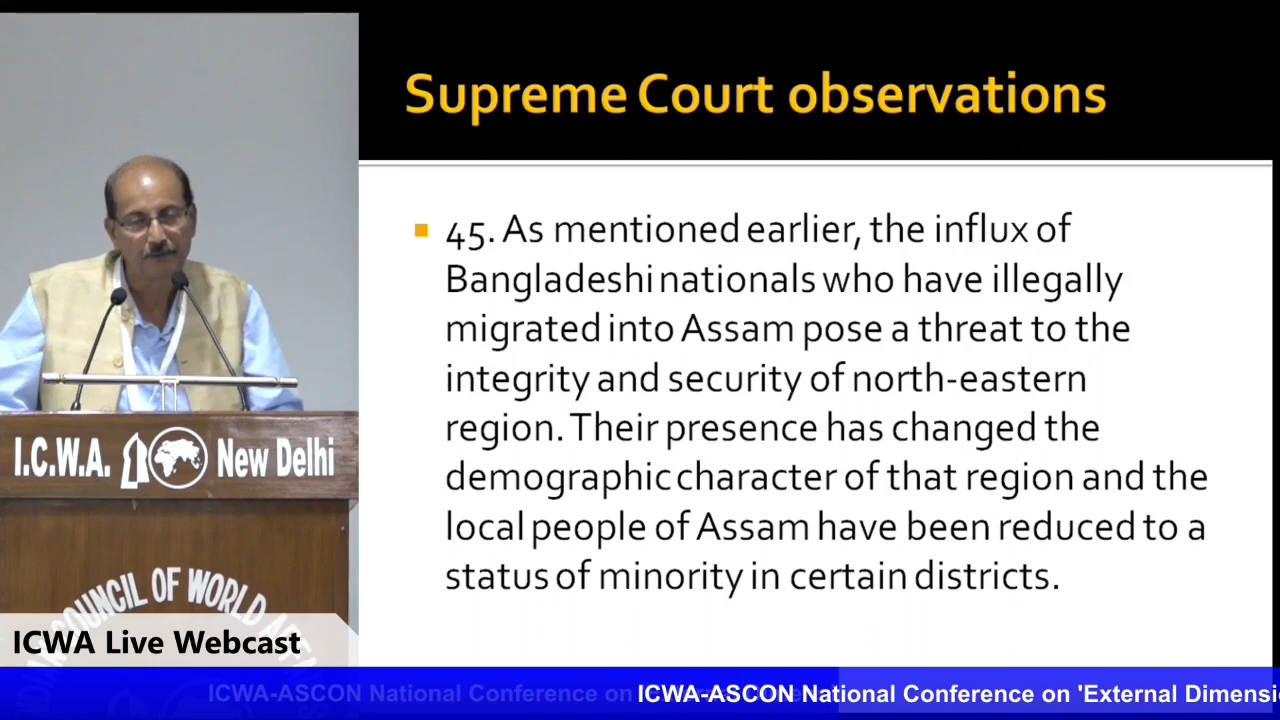 Supreme Court observations
45. As mentioned earlier, the influx of
Bangladeshi nationals who have illegally
migrated into Assam pose a threat to the
integrity and security of north-eastern
region. Their presence has changed the
demographic character of that region and the
local people of Assam have been reduced to a
status of minority in certain districts.
I.C.W.A. New Delhi
COUNCIL OF WORLD
ICWA Live Webcast
ICWA-ASCON National Conference on
ICWA-ASCON National Conference on 'External Dimensi